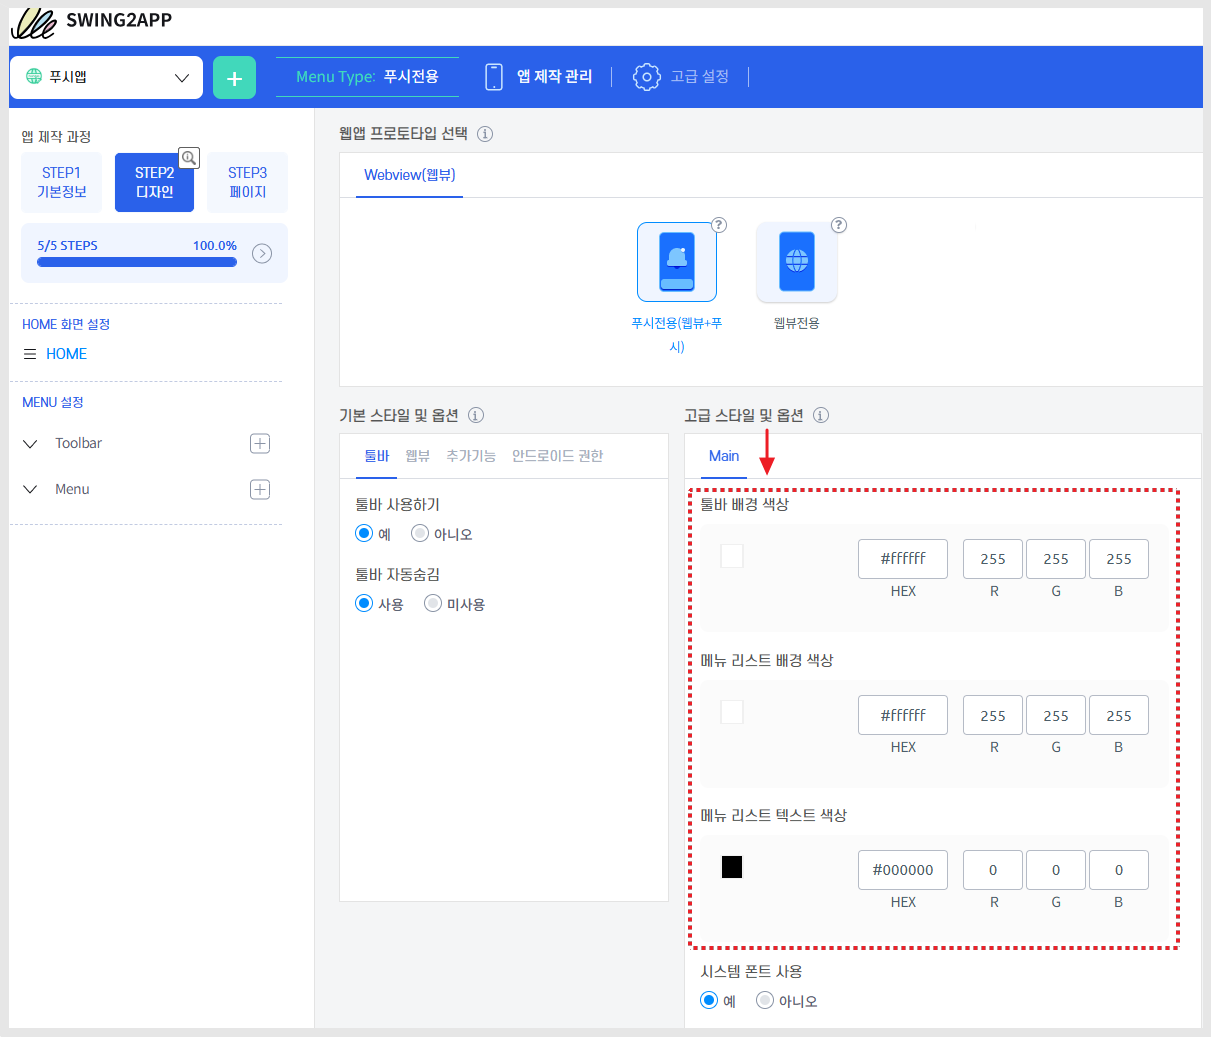 SWING2APP
푸시앱
+
Menu Type: 푸시전용
앱 제작 관리
고급 설정
앱 제작 과정
STEP1
기본정보
STEP2
디자인
STEP3
페이지
5/5 STEPS 100.0%
HOME 화면 설정
HOME
MENU 설정
Toolbar
Menu
웹앱 프로토타입 선택
Webview(웹뷰)
?
?
푸시전용(웹뷰+푸
시)
웹뷰전용
기본 스타일 및 옵션
툴바 웹뷰 추가기능 안드로이드 권한
툴바 사용하기
예 아니오
툴바 자동숨김
사용 미사용
고급 스타일 및 옵션
Main
툴바 배경 색상
#ffffff 255 255 255
HEX R G B
메뉴 리스트 배경 색상
#ffffff 255 255 255
HEX R G B
메뉴 리스트 텍스트 색상
#000000 0 0 0
HEX R G B
시스템 폰트 사용
예 아니오